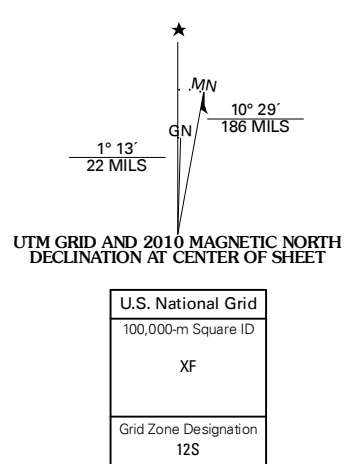 ★
MN
10° 29´
186 MILS
GN
1° 13´
22 MILS
UTM GRID AND 2010 MAGNETIC NORTH
DECLINATION AT CENTER OF SHEET
U.S. National Grid
100,000-m Square ID
XF
Grid Zone Designation
12S